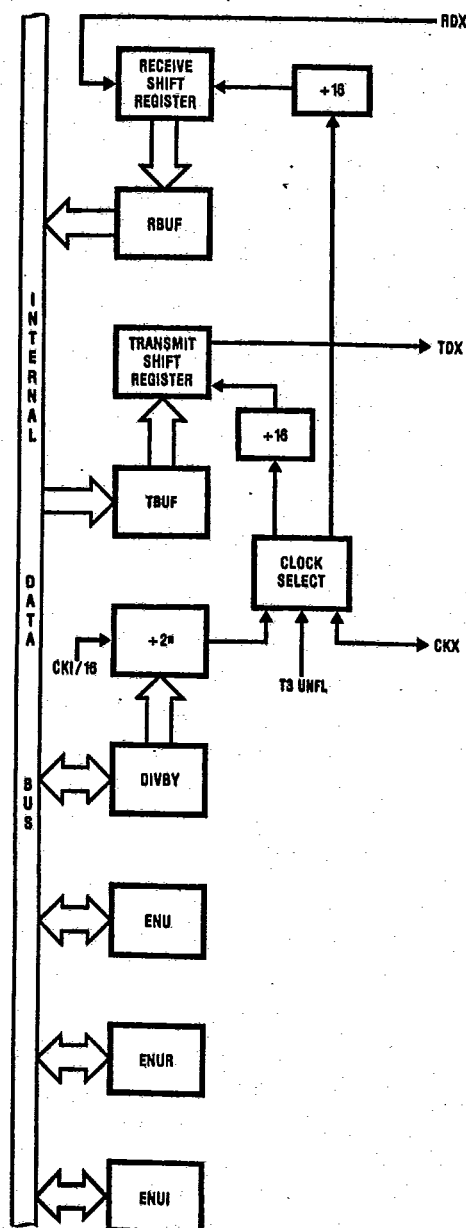 RDX
RECEIVE
SHIFT
REGISTER
÷16
RBUF
INTERNAL DATA BUS
TRANSMIT
SHIFT
REGISTER
TDX
÷16
TBUF
CLOCK
SELECT
÷2ⁿ
CKI/16
CKX
T3 UNFL
DIVBY
ENU
ENUR
ENUI